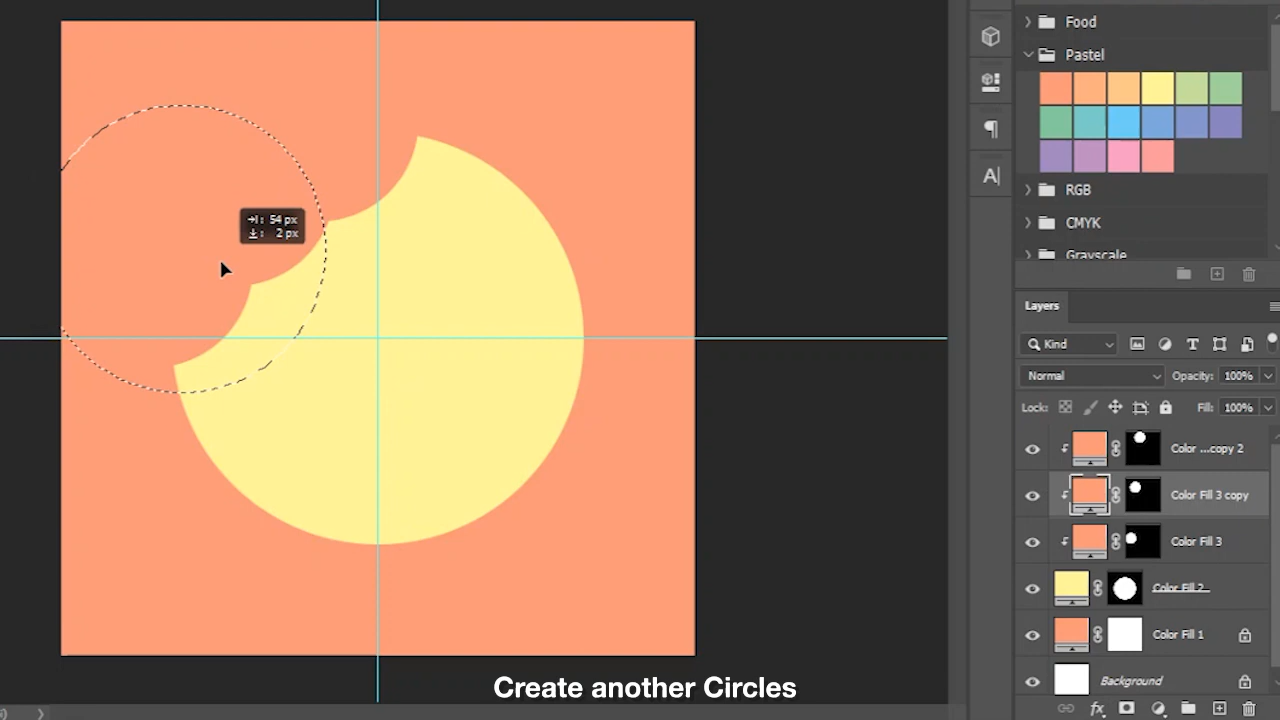 Food
Pastel
RGB
CMYK
Grayscale
→|: 54 px
↓: 2 px
A|
Layers
Kind
Normal Opacity: 100%
Lock: Fill: 100%
Color ...copy 2
Color Fill 3 copy
Color Fill 3
Color Fill 2
Color Fill 1
Background
fx
Create another Circles